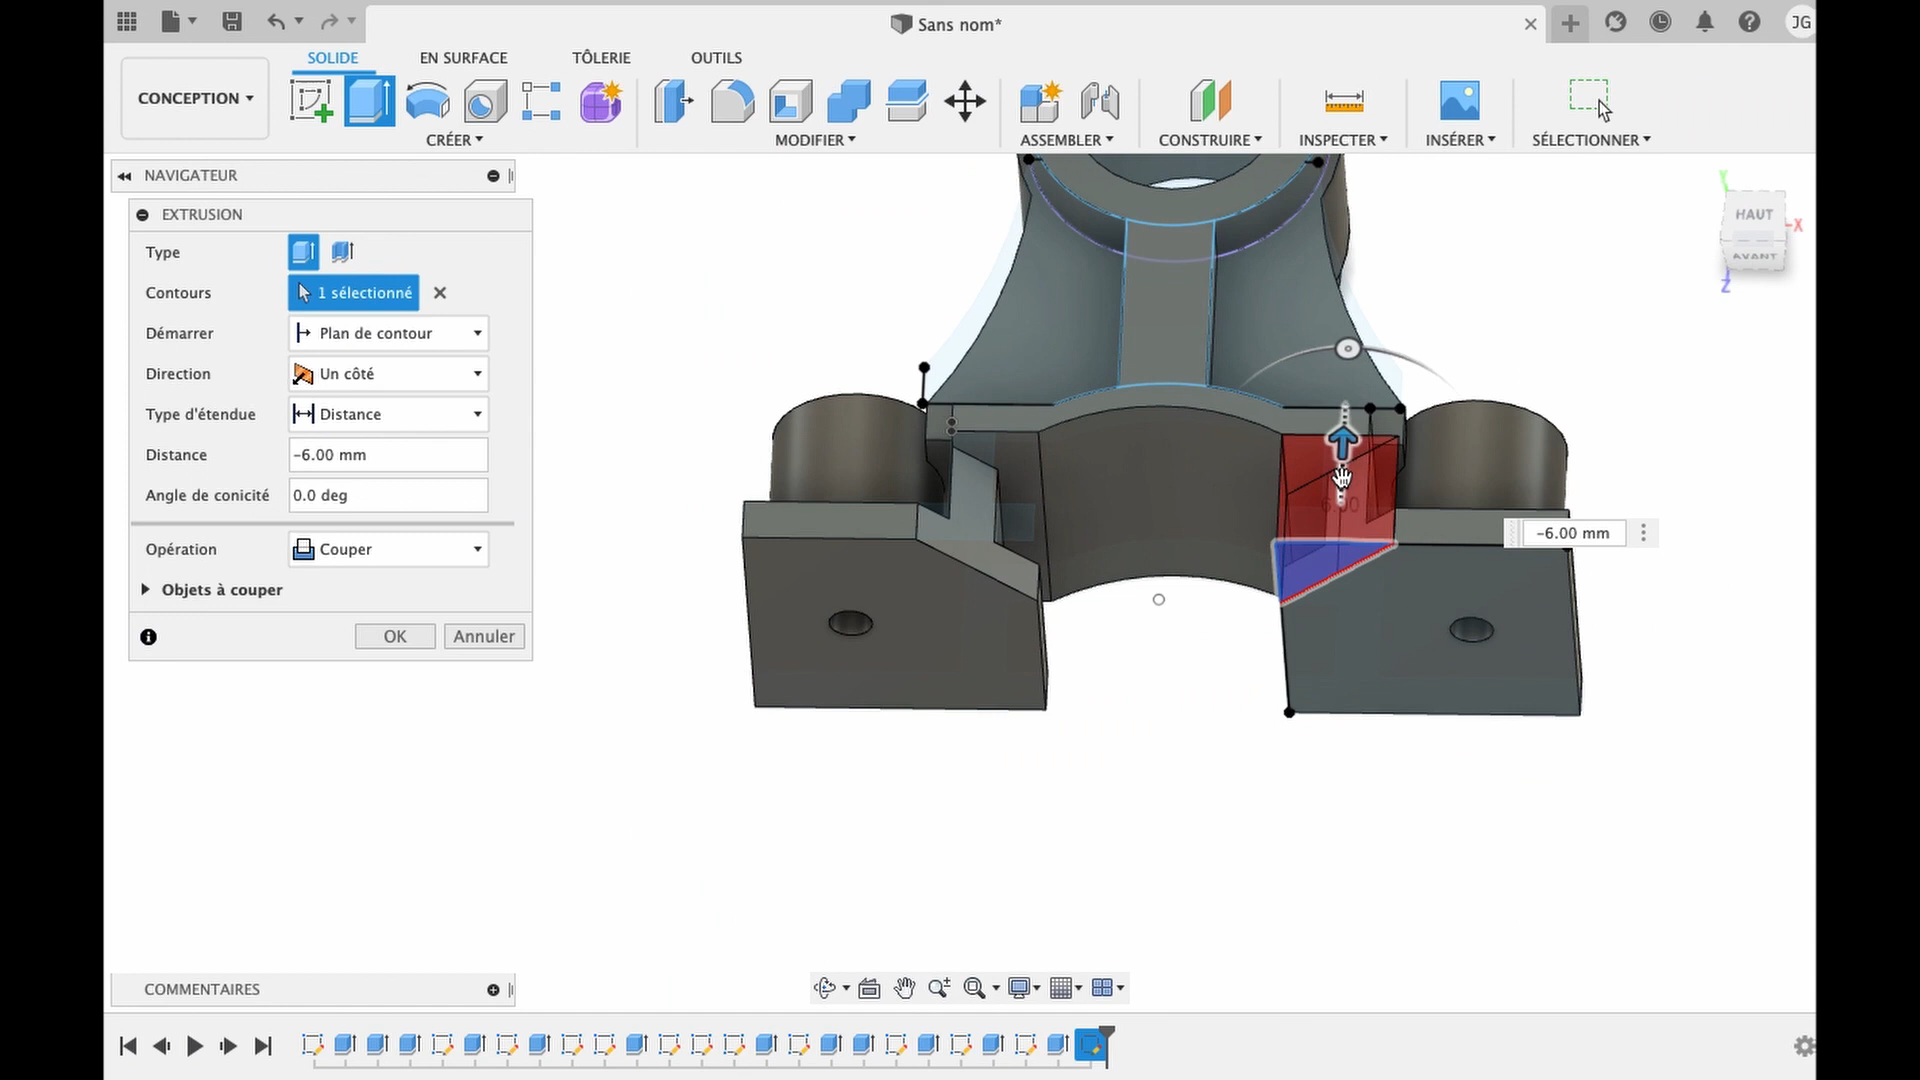 Sans nom*
JG
CONCEPTION
SOLIDE
EN SURFACE
TÔLERIE
OUTILS
CRÉER
MODIFIER
ASSEMBLER
CONSTRUIRE
INSPECTER
INSÉRER
SÉLECTIONNER
NAVIGATEUR
EXTRUSION
Type
Contours
1 sélectionné
Démarrer
Plan de contour
Direction
Un côté
Type d'étendue
Distance
Distance
-6.00 mm
Angle de conicité
0.0 deg
Opération
Couper
Objets à couper
OK
Annuler
Y
HAUT
X
AVANT
Z
6.00
-6.00 mm
COMMENTAIRES